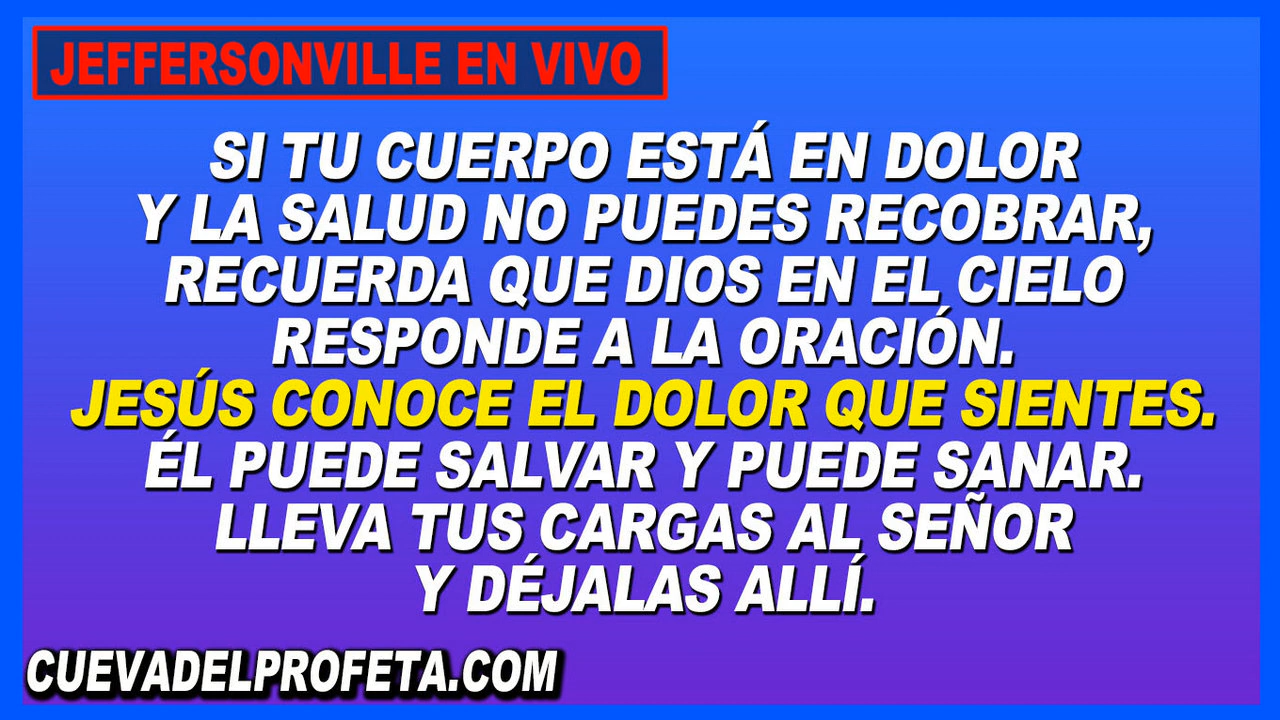 JEFFERSONVILLE EN VIVO
SI TU CUERPO ESTÁ EN DOLOR
Y LA SALUD NO PUEDES RECOBRAR,
RECUERDA QUE DIOS EN EL CIELO
RESPONDE A LA ORACIÓN.
JESÚS CONOCE EL DOLOR QUE SIENTES.
ÉL PUEDE SALVAR Y PUEDE SANAR.
LLEVA TUS CARGAS AL SEÑOR
Y DÉJALAS ALLÍ.
CUEVADELPROFETA.COM